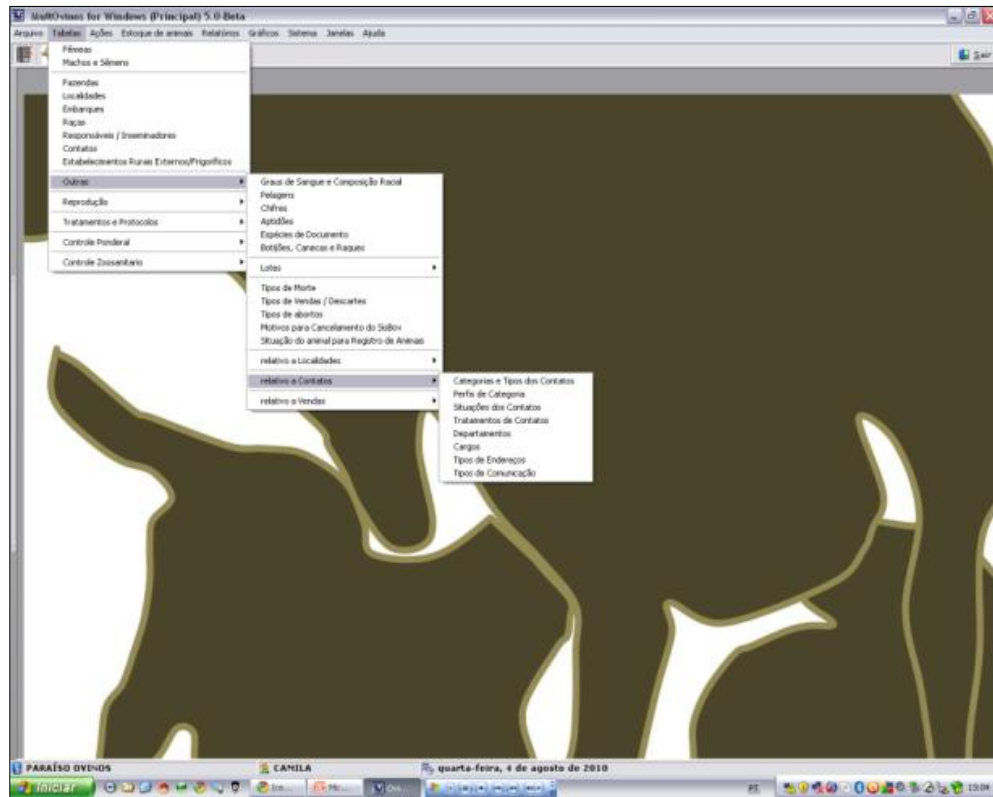 MultOvinos for Windows (Principal) 5.0-Beta
Arquivo Tabelas Ações Estoque de animais Relatórios Gráficos Sistema Janelas Ajuda
Sair
Fêmeas
Machos e Sêmens
Fazendas
Localidades
Embarques
Raças
Responsáveis / Inseminadores
Contatos
Estabelecimentos Rurais Externos/Frigoríficos
Outras
Reprodução
Tratamentos e Protocolos
Controle Ponderal
Controle Zoosanitario
Graus de Sangue e Composição Racial
Pelagens
Chifres
Aptidões
Espécies de Documento
Botijões, Canecas e Raques
Lotes
Tipos de Morte
Tipos de Vendas / Descartes
Tipos de abortos
Motivos para Cancelamento do SisBov
Situação do animal para Registro de Animais
relativo a Localidades
relativo a Contatos
relativo a Vendas
Categorias e Tipos dos Contatos
Perfis de Categoria
Situações dos Contatos
Tratamentos de Contatos
Departamentos
Cargos
Tipos de Endereços
Tipos de Comunicação
PARAÍSO OVINOS
CAMILA
quarta-feira, 4 de agosto de 2010
Iniciar
PT
13:04